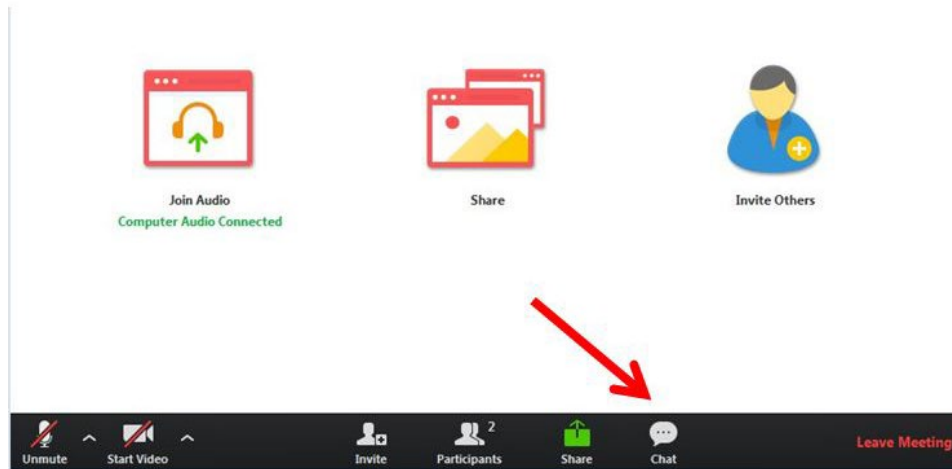 Join Audio
Computer Audio Connected
Share
Invite Others
2
Unmute
Start Video
Invite
Participants
Share
Chat
Leave Meeting